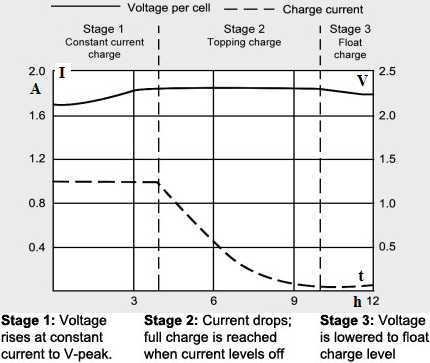 Voltage per cell Charge current
Stage 1 Stage 2 Stage 3
Constant current Topping charge Float
charge charge
2.0 I V 2.5
A
1.6 2.0
1.2 1.5
0.8 1.0
0.4 0.5
t
3 6 9 h 12
Stage 1: Voltage
rises at constant
current to V-peak.
Stage 2: Current drops;
full charge is reached
when current levels off
Stage 3: Voltage
is lowered to float
charge level